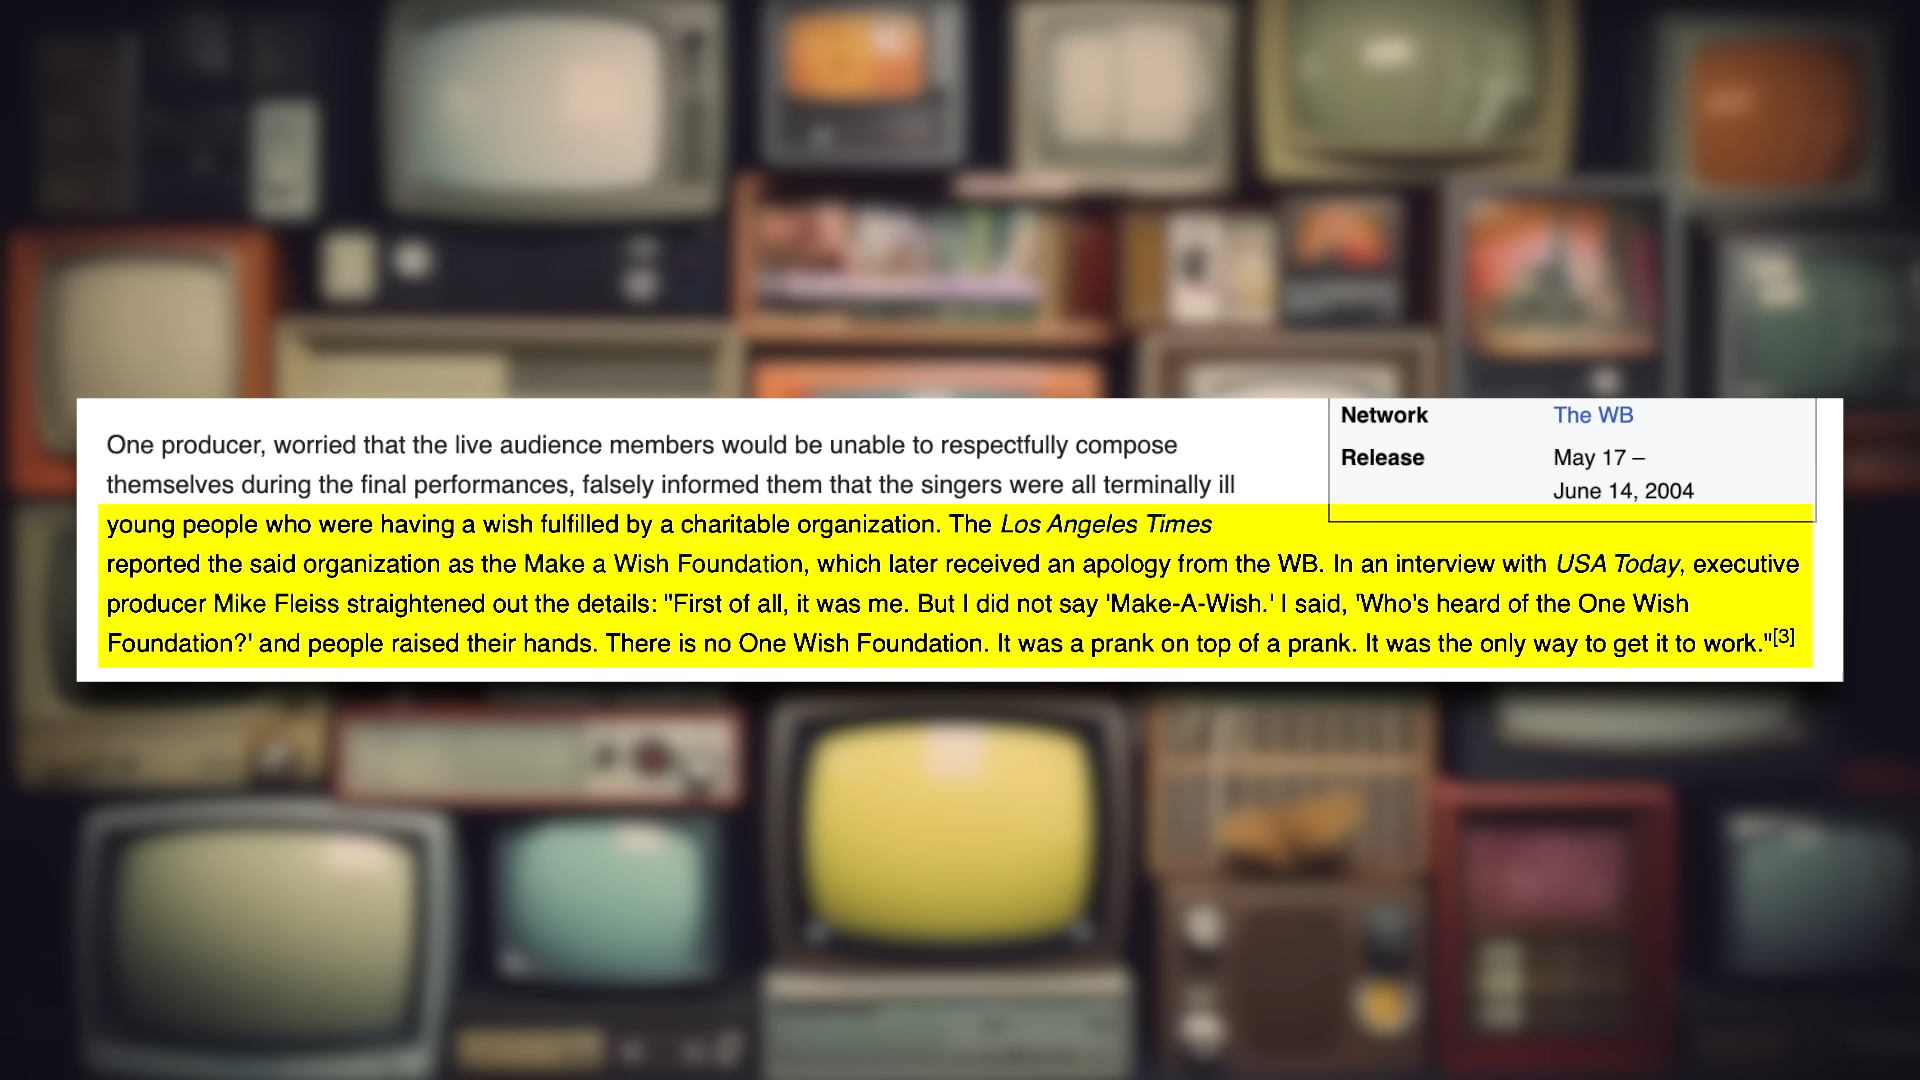 One producer, worried that the live audience members would be unable to respectfully compose
themselves during the final performances, falsely informed them that the singers were all terminally ill
young people who were having a wish fulfilled by a charitable organization. The Los Angeles Times
reported the said organization as the Make a Wish Foundation, which later received an apology from the WB. In an interview with USA Today, executive
producer Mike Fleiss straightened out the details: "First of all, it was me. But I did not say 'Make-A-Wish.' I said, 'Who's heard of the One Wish
Foundation?' and people raised their hands. There is no One Wish Foundation. It was a prank on top of a prank. It was the only way to get it to work."[3]
Network The WB
Release May 17 –
June 14, 2004